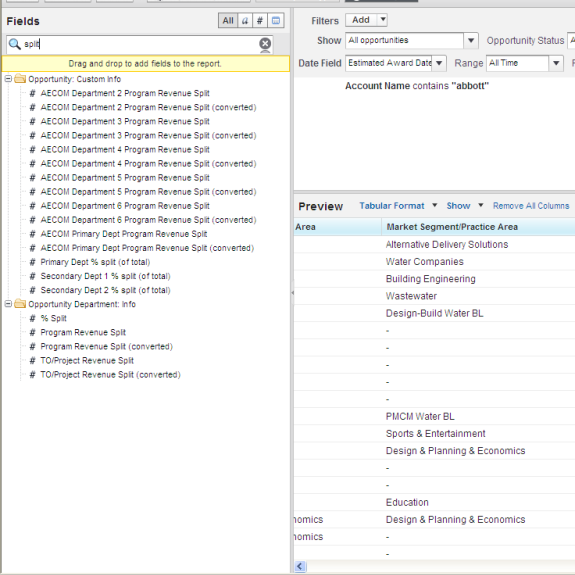 Fields
All a #
Filters Add
split
Show All opportunities Opportunity Status A
Drag and drop to add fields to the report.
Date Field Estimated Award Date Range All Time
Account Name contains "abbott"
Opportunity: Custom Info
# AECOM Department 2 Program Revenue Split
# AECOM Department 2 Program Revenue Split (converted)
# AECOM Department 3 Program Revenue Split
# AECOM Department 3 Program Revenue Split (converted)
# AECOM Department 4 Program Revenue Split
# AECOM Department 4 Program Revenue Split (converted)
# AECOM Department 5 Program Revenue Split
# AECOM Department 5 Program Revenue Split (converted)
# AECOM Department 6 Program Revenue Split
# AECOM Department 6 Program Revenue Split (converted)
# AECOM Primary Dept Program Revenue Split
# AECOM Primary Dept Program Revenue Split (converted)
# Primary Dept % split (of total)
# Secondary Dept 1 % split (of total)
# Secondary Dept 2 % split (of total)
Opportunity Department: Info
# % Split
# Program Revenue Split
# Program Revenue Split (converted)
# TO/Project Revenue Split
# TO/Project Revenue Split (converted)
Preview Tabular Format Show Remove All Columns
Area Market Segment/Practice Area
Alternative Delivery Solutions
Water Companies
Building Engineering
Wastewater
Design-Build Water BL
-
-
-
-
-
PMCM Water BL
Sports & Entertainment
Design & Planning & Economics
-
-
Education
nomics Design & Planning & Economics
nomics -
-